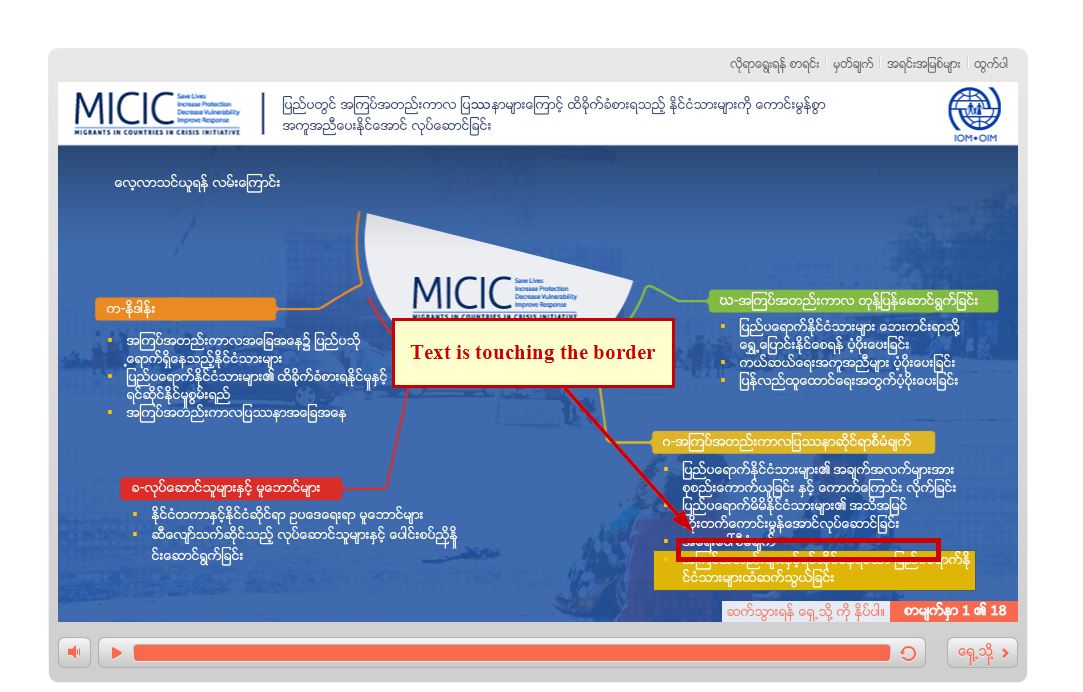 လိုရာရွေးရန် စာရင်း မှတ်ချက် အရင်းအမြစ်များ ထွက်ပါ
MICIC Save Lives
Increase Protection
Decrease Vulnerability
Improve Response
MIGRANTS IN COUNTRIES IN CRISIS INITIATIVE
ပြည်ပတွင် အကြပ်အတည်းကာလ ပြဿနာများကြောင့် ထိခိုက်ခံစားရသည့် နိုင်ငံသားများကို ကောင်းမွန်စွာ
အကူအညီပေးနိုင်အောင် လုပ်ဆောင်ခြင်း
IOM•OIM
လေ့လာသင်ယူရန် လမ်းကြောင်း
MICIC Save Lives
Increase Protection
Decrease Vulnerability
Improve Response
MIGRANTS IN COUNTRIES IN CRISIS INITIATIVE
က-နိဒါန်း
အကြပ်အတည်းကာလအခြေအနေ၌ ပြည်ပသို
့ရောက်ရှိနေသည့်နိုင်ငံသားများ
ပြည်ပရောက်နိုင်ငံသားများ၏ ထိခိုက်ခံစားရနိုင်မှုနှင့်
ရင်ဆိုင်နိုင်မှုစွမ်းရည်
အကြပ်အတည်းကာလပြဿနာအခြေအနေ
ခ-လုပ်ဆောင်သူများနှင့် မူဘောင်များ
နိုင်ငံတကာနှင့်နိုင်ငံဆိုင်ရာ ဥပဒေရေးရာ မူဘောင်များ
ဆီလျော်သက်ဆိုင်သည့် လုပ်ဆောင်သူများနှင့် ပေါင်းစပ်ညှိနှို
င်းဆောင်ရွက်ခြင်း
Text is touching the border
ဃ-အကြပ်အတည်းကာလ တုန့်ပြန်ဆောင်ရွက်ခြင်း
ပြည်ပရောက်နိုင်ငံသားများ ဘေးကင်းရာသို့
ရွှေ့ပြောင်းနိုင်စေရန် ပံ့ပိုးပေးခြင်း
ကယ်ဆယ်ရေးအကူအညီများ ပံ့ပိုးပေးခြင်း
ပြန်လည်ထူထောင်ရေးအတွက်ပံ့ပိုးပေးခြင်း
ဂ-အကြပ်အတည်းကာလပြဿနာဆိုင်ရာစီမံချက်
ပြည်ပရောက်နိုင်ငံသားများ၏ အချက်အလက်များအား
စုစည်းကောက်ယူခြင်း နှင့် ကောက်ကြောင်း လိုက်ခြင်း
ပြည်ပရောက်မိမိနိုင်ငံသားများ၏ အသိအမြင်
တိုးတက်ကောင်းမွန်အောင်လုပ်ဆောင်ခြင်း
ပြည်ပရောက်နို
င်ငံသားများထံဆက်သွယ်ခြင်း
ဆက်သွားရန် ရှေ့သို့ ကို နှိပ်ပါ။ စာမျက်နှာ 1 ၏ 18
ရှေ့သို့